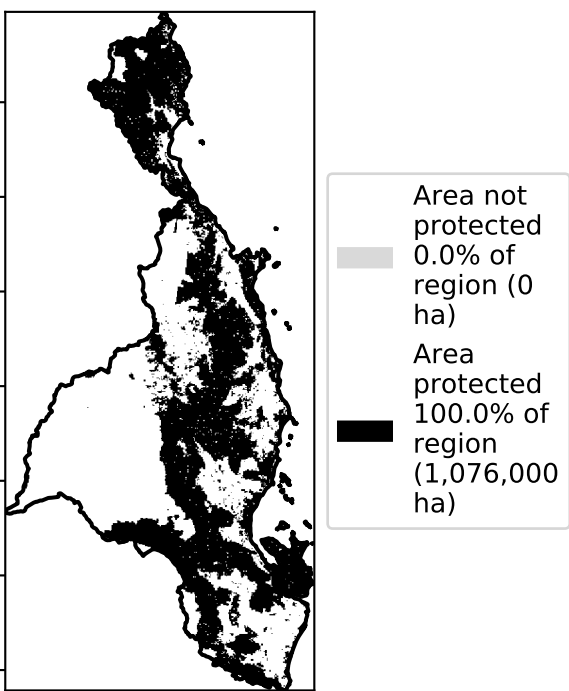 Area not
protected
0.0% of
region (0
ha)
Area
protected
100.0% of
region
(1,076,000
ha)